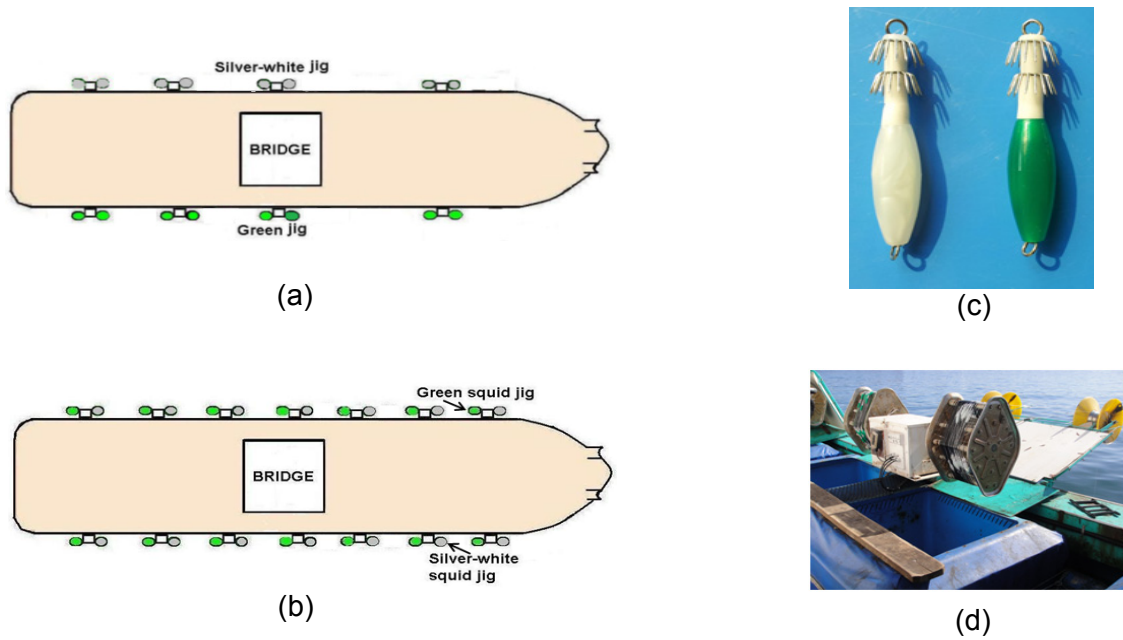 Silver-white jig
BRIDGE
Green jig
(a)
(c)
Green squid jig
BRIDGE
Silver-white
squid jig
(b)
(d)